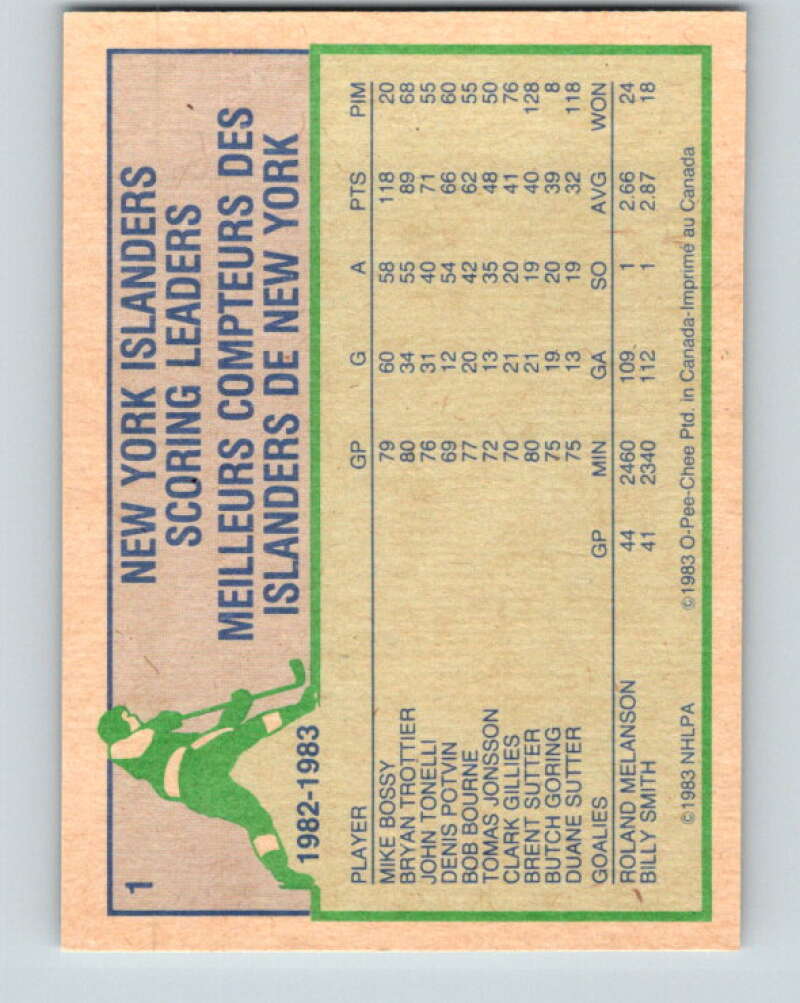 1
NEW YORK ISLANDERS
SCORING LEADERS
MEILLEURS COMPTEURS DES
ISLANDERS DE NEW YORK
1982-1983
PLAYER GP G A PTS PIM
MIKE BOSSY 79 60 58 118 20
BRYAN TROTTIER 80 34 55 89 68
JOHN TONELLI 76 31 40 71 55
DENIS POTVIN 69 12 54 66 60
BOB BOURNE 77 20 42 62 55
TOMAS JONSSON 72 13 35 48 50
CLARK GILLIES 70 21 20 41 76
BRENT SUTTER 80 21 19 40 128
BUTCH GORING 75 19 20 39 8
DUANE SUTTER 75 13 19 32 118
GOALIES GP MIN GA SO AVG WON
ROLAND MELANSON 44 2460 109 1 2.66 24
BILLY SMITH 41 2340 112 1 2.87 18
©1983 NHLPA ©1983 O-Pee-Chee Ptd. in Canada-Imprimé au Canada